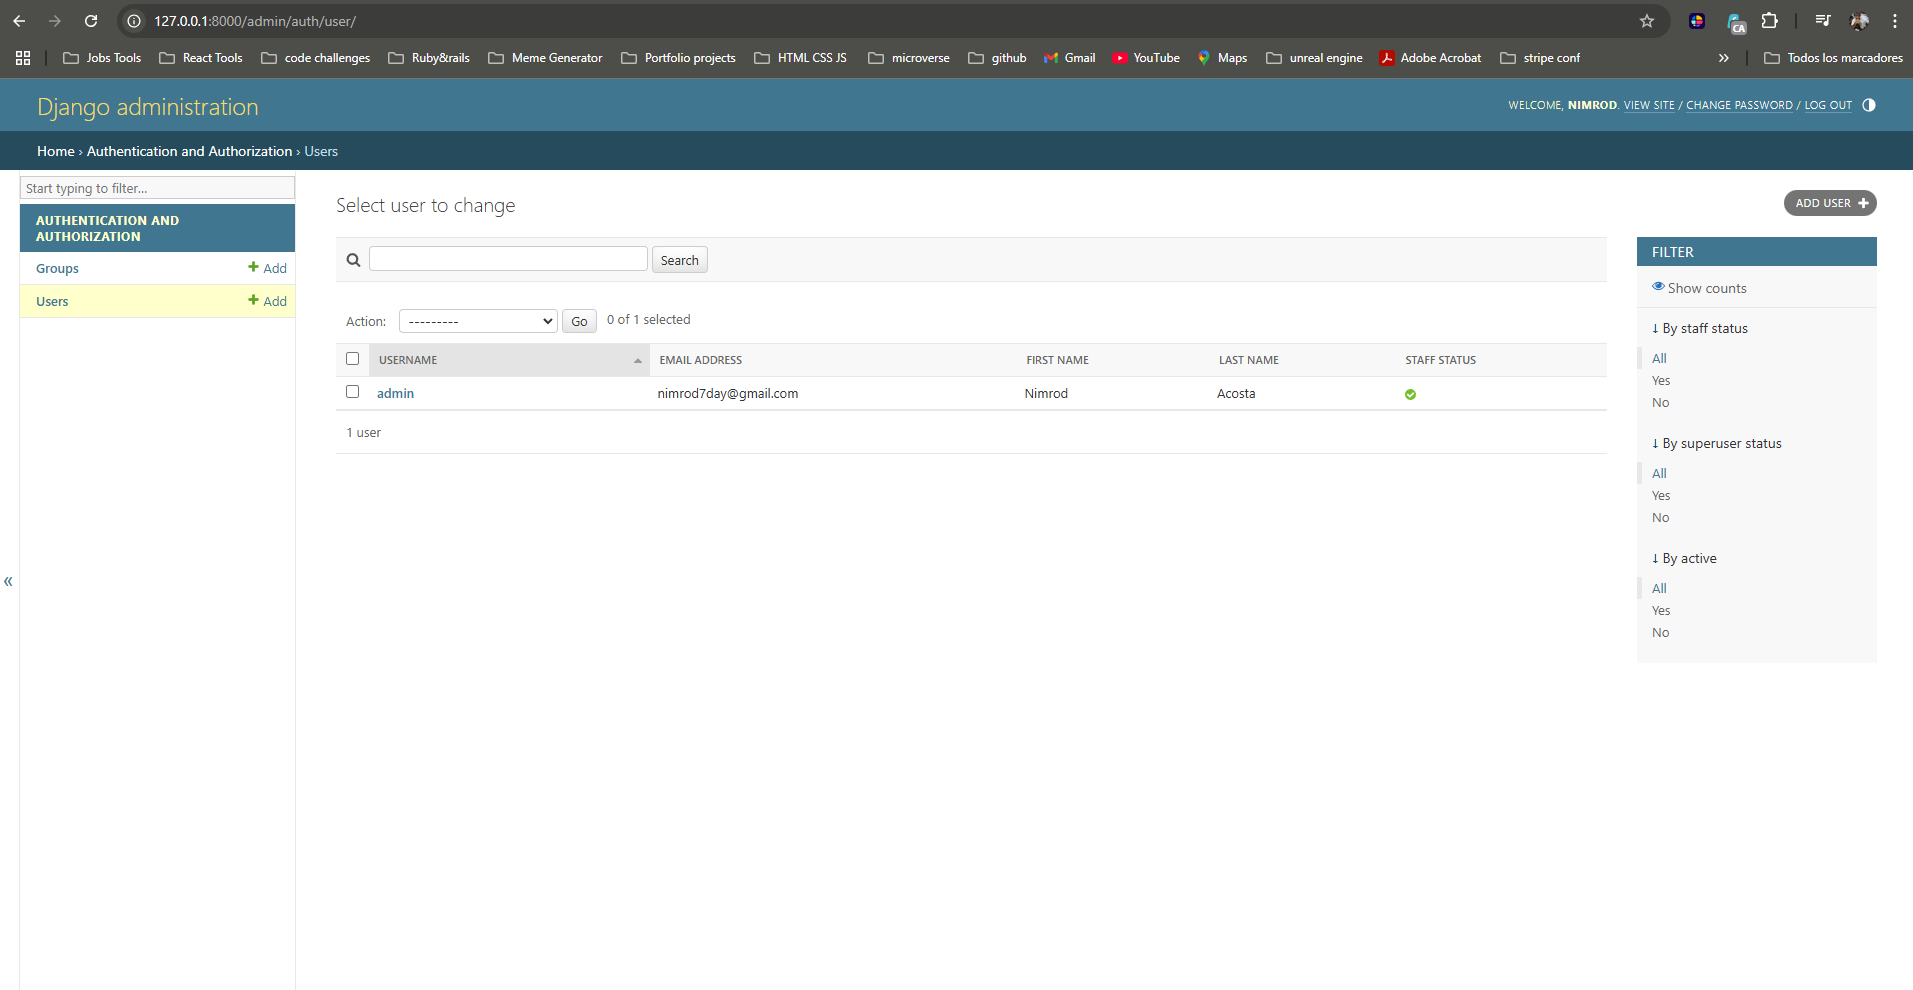 127.0.0.1:8000/admin/auth/user/
CA
Jobs Tools React Tools code challenges Ruby&rails Meme Generator Portfolio projects HTML CSS JS microverse github Gmail YouTube Maps unreal engine Adobe Acrobat stripe conf » Todos los marcadores
Django administration
WELCOME, NIMROD. VIEW SITE / CHANGE PASSWORD / LOG OUT
Home › Authentication and Authorization › Users
Start typing to filter...
AUTHENTICATION AND
AUTHORIZATION
Groups + Add
Users + Add
«
Select user to change
ADD USER +
Search
Action: --------- Go 0 of 1 selected
USERNAME EMAIL ADDRESS FIRST NAME LAST NAME STAFF STATUS
admin nimrod7day@gmail.com Nimrod Acosta
1 user
FILTER
Show counts
↓ By staff status
All
Yes
No
↓ By superuser status
All
Yes
No
↓ By active
All
Yes
No